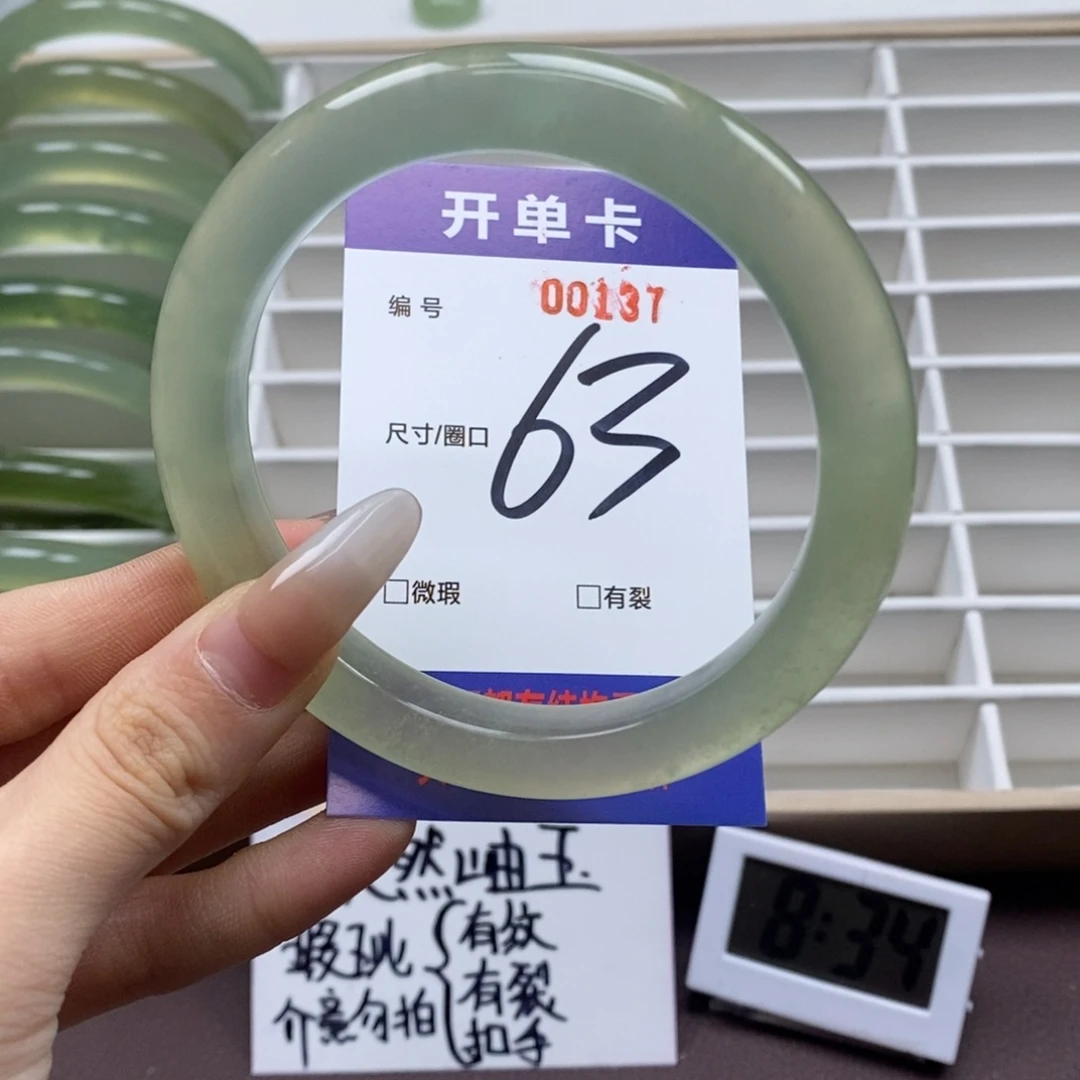 开单卡
编号 00137
尺寸/圈口 63
□微瑕 □有裂
然岫玉
瑕玼 有纹
介意勿拍 有裂
扣手
8:34